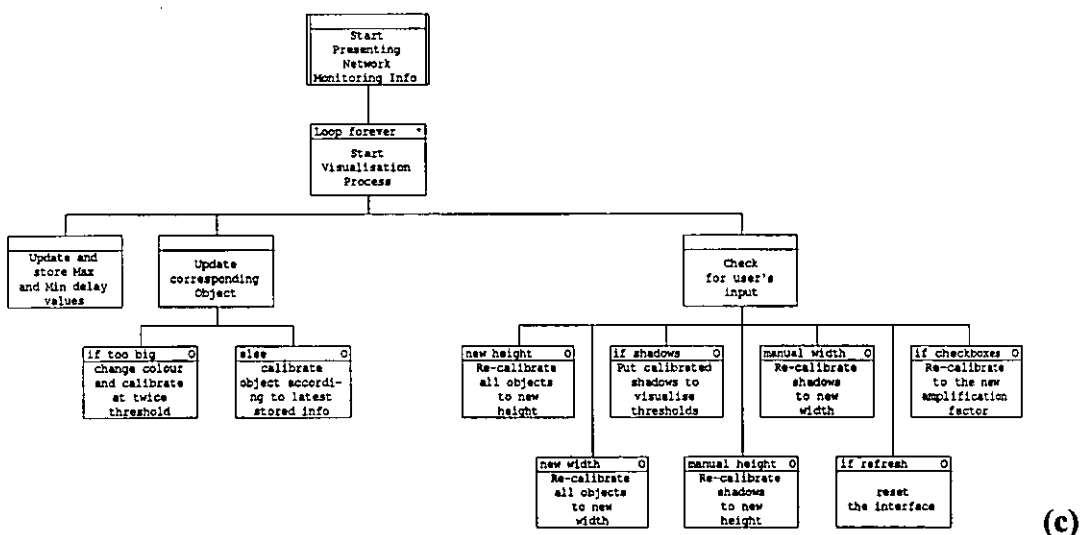 Start
Presenting
Network
Monitoring Info
Loop forever *
Start
Visualisation
Process
Update and
store Max
and Min delay
values
Update
corresponding
Object
Check
for user's
input
if too big O
change colour
and calibrate
at twice
threshold
else O
calibrate
object accordi-
ng to latest
stored info
new height O
Re-calibrate
all objects
to new
height
if shadows O
Put calibrated
shadows to
visualise
thresholds
manual width O
Re-calibrate
shadows
to new
width
if checkboxes O
Re-calibrate
to the new
amplification
factor
new width O
Re-calibrate
all objects
to new
width
manual height O
Re-calibrate
shadows
to new
height
if refresh O
reset
the interface
(c)